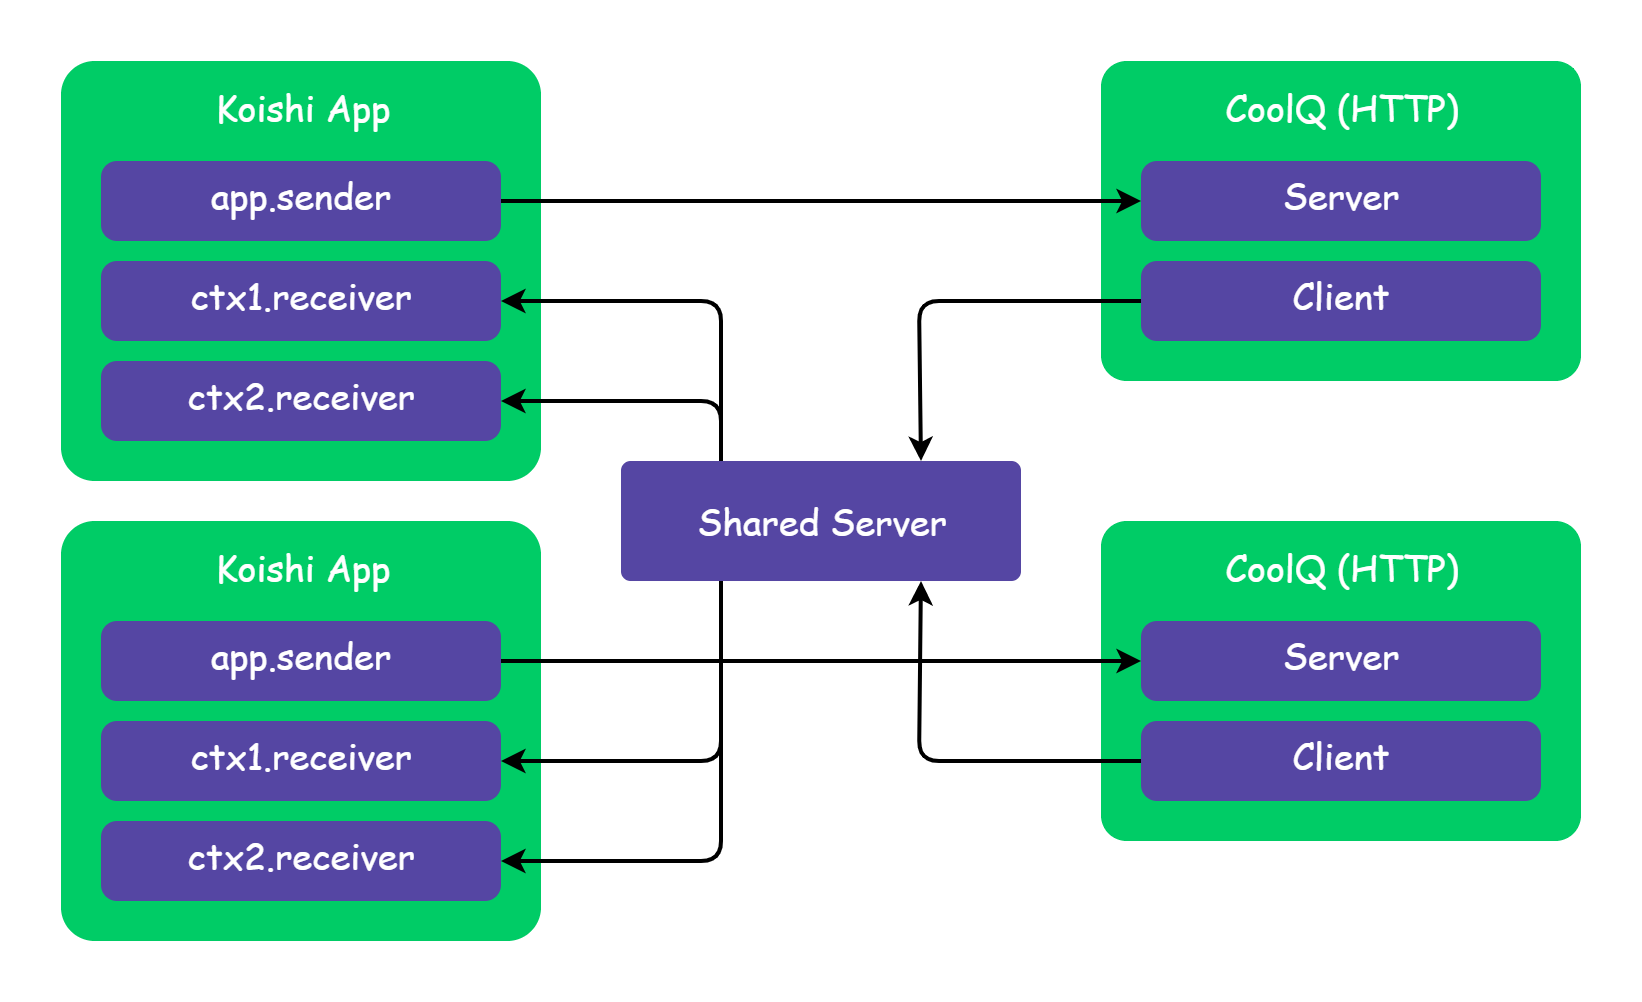 Koishi App
app.sender
ctx1.receiver
ctx2.receiver
CoolQ (HTTP)
Server
Client
Shared Server
Koishi App
app.sender
ctx1.receiver
ctx2.receiver
CoolQ (HTTP)
Server
Client